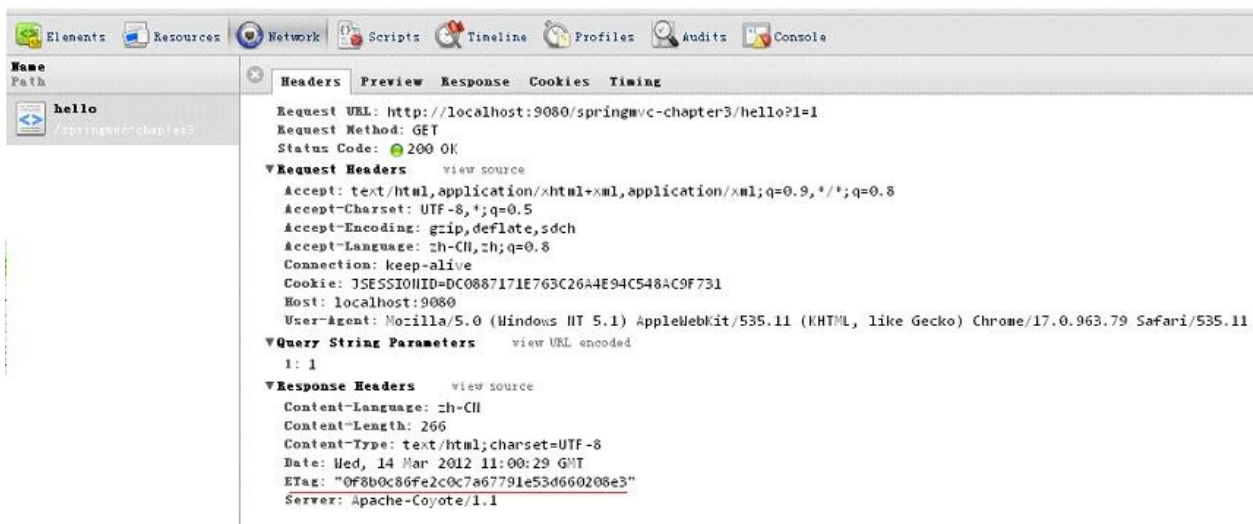 Elements Resources Network Scripts Timeline Profiles Audits Console
Name
Path
hello
/springmvc-chapter3
Headers Preview Response Cookies Timing
Request URL: http://localhost:9080/springmvc-chapter3/hello?1=1
Request Method: GET
Status Code: 200 OK
Request Headers view source
Accept: text/html,application/xhtml+xml,application/xml;q=0.9,*/*;q=0.8
Accept-Charset: UTF-8,*;q=0.5
Accept-Encoding: gzip,deflate,sdch
Accept-Language: zh-CN,zh;q=0.8
Connection: keep-alive
Cookie: JSESSIONID=DC0887171E763C26A4E94C548AC9F731
Host: localhost:9080
User-Agent: Mozilla/5.0 (Windows NT 5.1) AppleWebKit/535.11 (KHTML, like Gecko) Chrome/17.0.963.79 Safari/535.11
Query String Parameters view URL encoded
1: 1
Response Headers view source
Content-Language: zh-CN
Content-Length: 266
Content-Type: text/html;charset=UTF-8
Date: Wed, 14 Mar 2012 11:00:29 GMT
ETag: "0f8b0c86fe2c0c7a67791e53d660208e3"
Server: Apache-Coyote/1.1